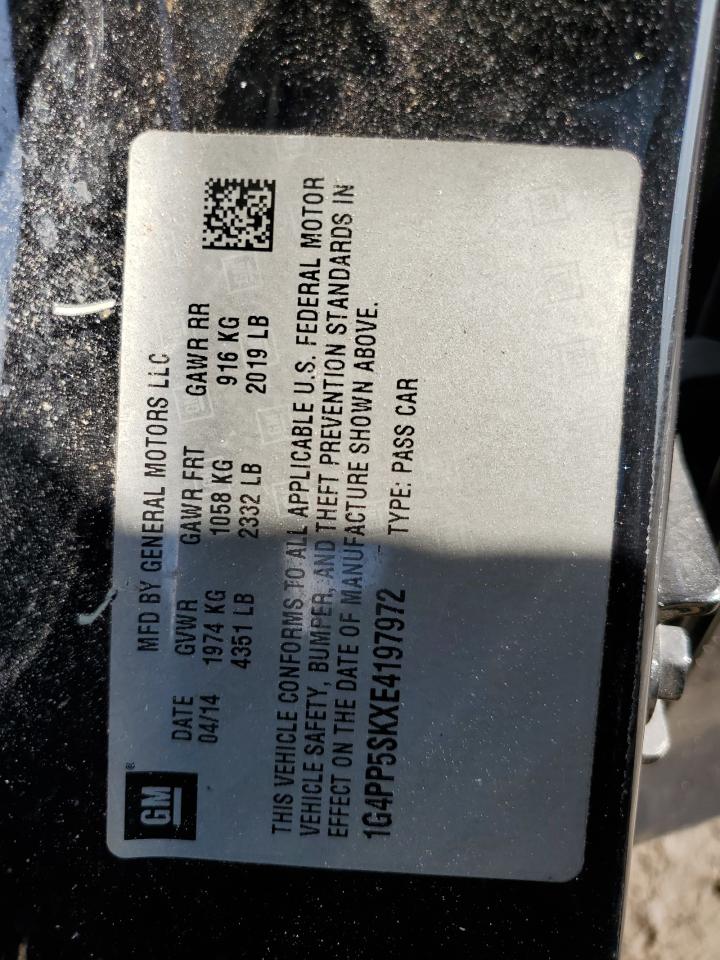 GM®
MFD BY GENERAL MOTORS LLC
DATE GVWR GAWR FRT GAWR RR
04/14 1974 KG 1058 KG 916 KG
4351 LB 2332 LB 2019 LB
THIS VEHICLE CONFORMS TO ALL APPLICABLE U.S. FEDERAL MOTOR
VEHICLE SAFETY, BUMPER, AND THEFT PREVENTION STANDARDS IN
EFFECT ON THE DATE OF MANUFACTURE SHOWN ABOVE.
1G4PP5SKXE4197972 TYPE: PASS CAR